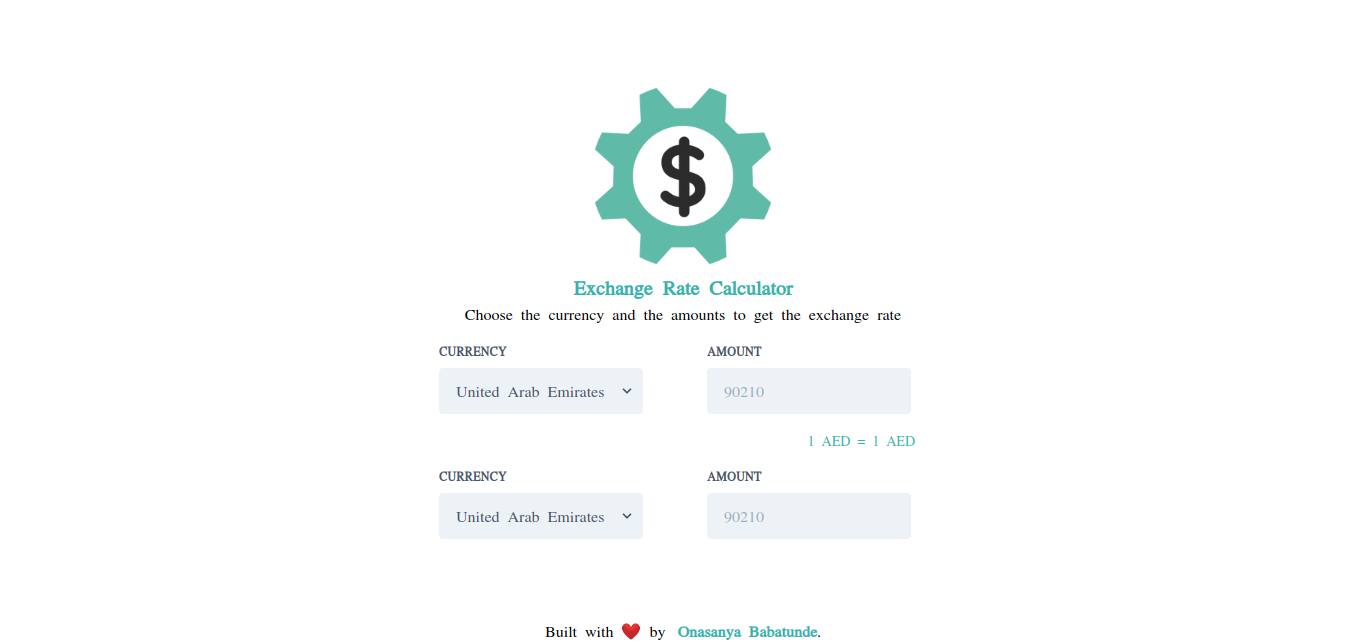 $
Exchange Rate Calculator
Choose the currency and the amounts to get the exchange rate
CURRENCY AMOUNT
United Arab Emirates 90210
1 AED = 1 AED
CURRENCY AMOUNT
United Arab Emirates 90210
Built with ❤️ by Onasanya Babatunde.